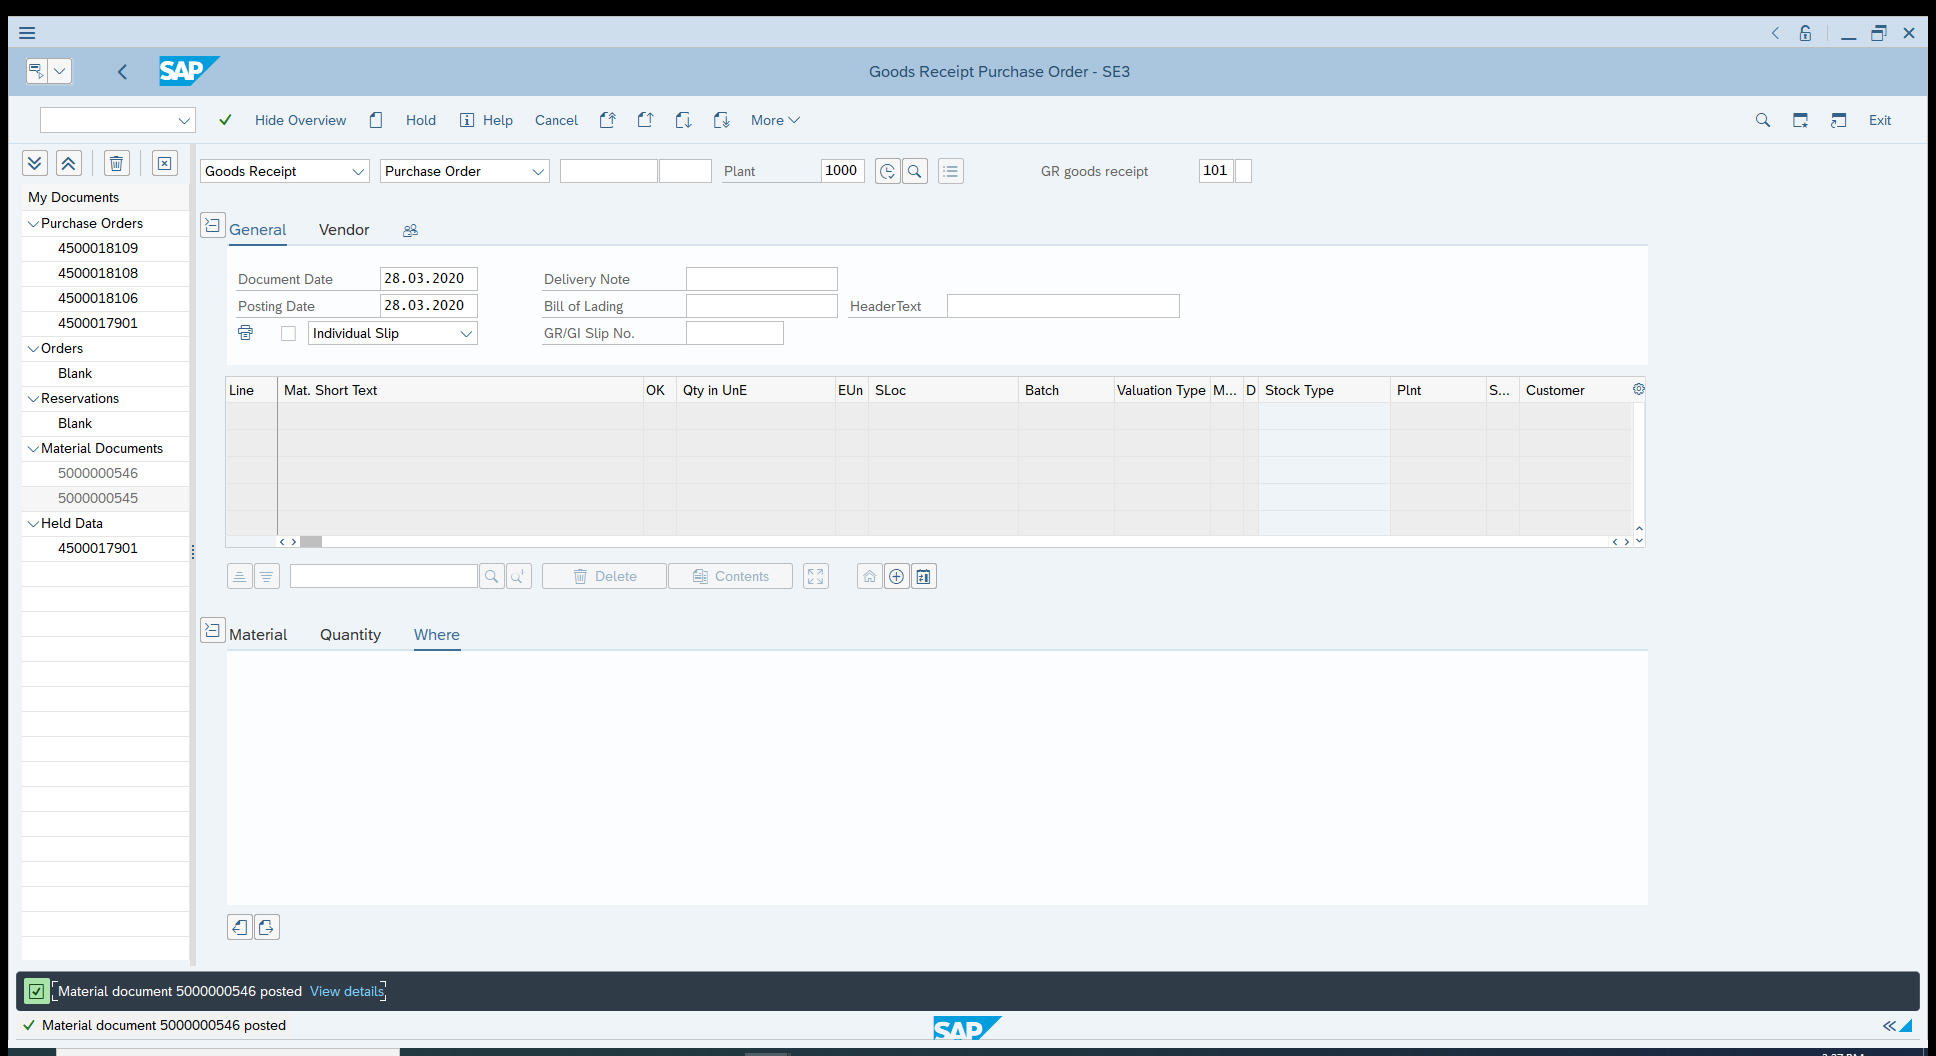 SAP
Goods Receipt Purchase Order - SE3
Hide Overview Hold Help Cancel More Exit
Goods Receipt Purchase Order Plant 1000 GR goods receipt 101
My Documents
Purchase Orders
4500018109
4500018108
4500018106
4500017901
Orders
Blank
Reservations
Blank
Material Documents
5000000546
5000000545
Held Data
4500017901
General Vendor
Document Date 28.03.2020 Delivery Note
Posting Date 28.03.2020 Bill of Lading HeaderText
Individual Slip GR/GI Slip No.
Line Mat. Short Text OK Qty in UnE EUn SLoc Batch Valuation Type M... D Stock Type Plnt S... Customer
Delete Contents
Material Quantity Where
Material document 5000000546 posted View details
Material document 5000000546 posted
SAP